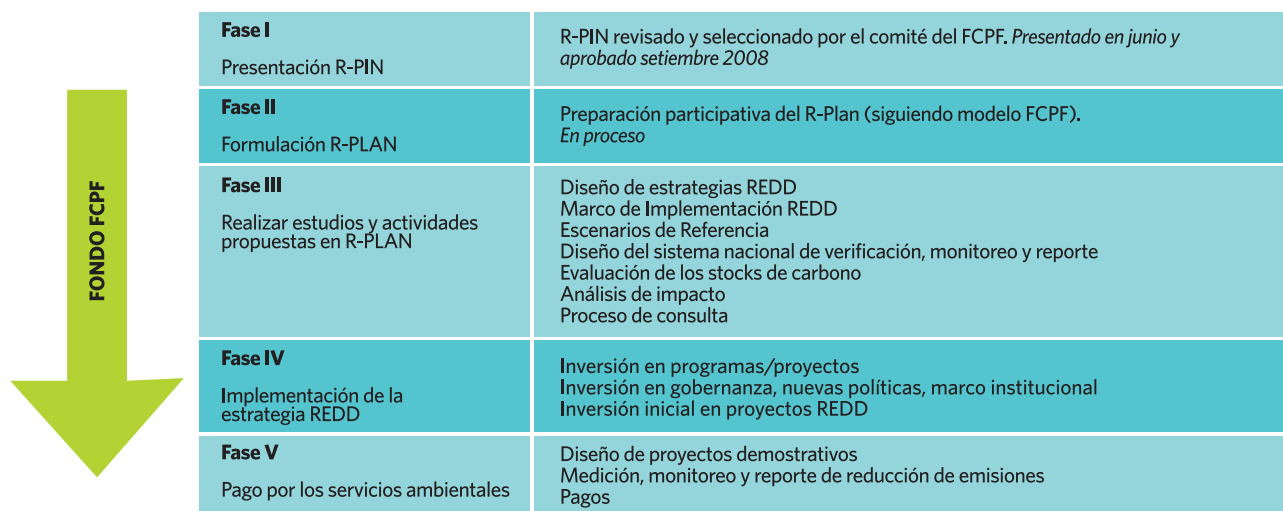 FONDO FCPF
Fase I
Presentación R-PIN
R-PIN revisado y seleccionado por el comité del FCPF. Presentado en junio y
aprobado setiembre 2008
Fase II
Formulación R-PLAN
Preparación participativa del R-Plan (siguiendo modelo FCPF).
En proceso
Fase III
Realizar estudios y actividades
propuestas en R-PLAN
Diseño de estrategias REDD
Marco de Implementación REDD
Escenarios de Referencia
Diseño del sistema nacional de verificación, monitoreo y reporte
Evaluación de los stocks de carbono
Análisis de impacto
Proceso de consulta
Fase IV
Implementación de la
estrategia REDD
Inversión en programas/proyectos
Inversión en gobernanza, nuevas políticas, marco institucional
Inversión inicial en proyectos REDD
Fase V
Pago por los servicios ambientales
Diseño de proyectos demostrativos
Medición, monitoreo y reporte de reducción de emisiones
Pagos